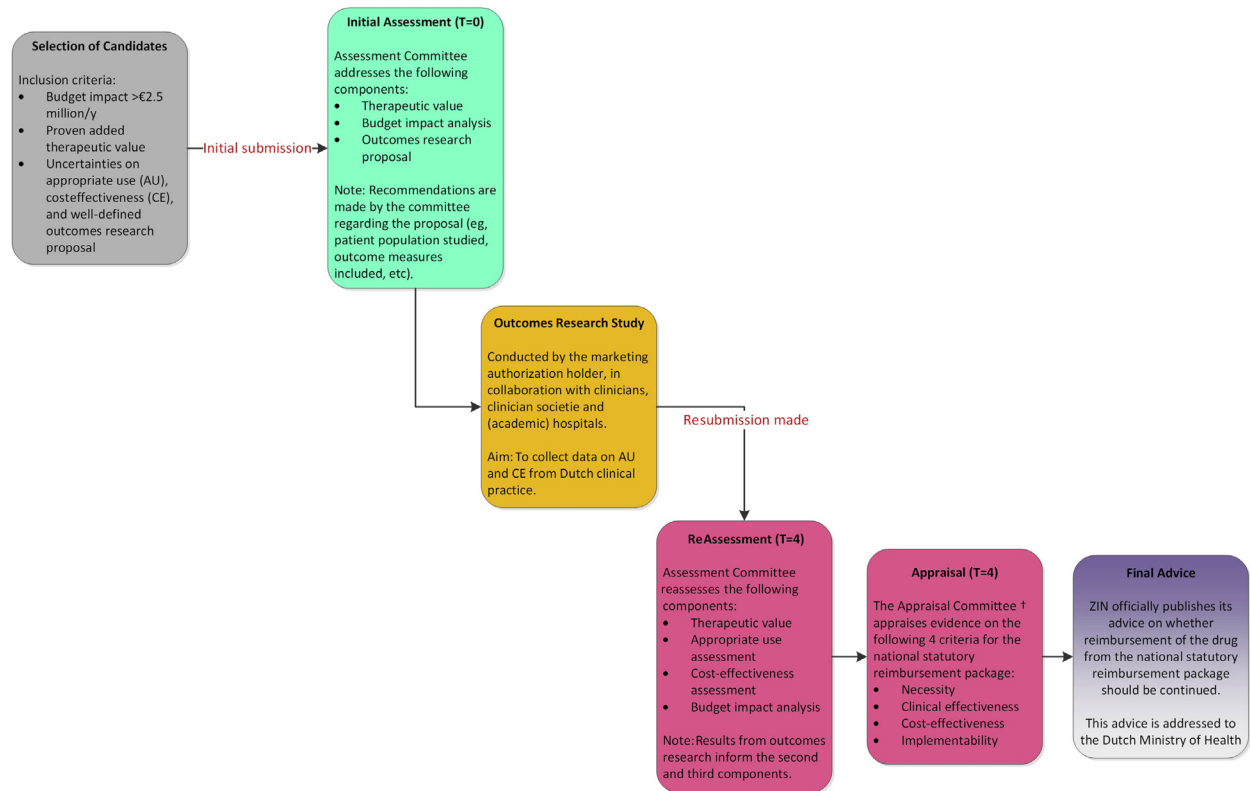 Selection of Candidates
Inclusion criteria:
• Budget impact >€2.5
million/y
• Proven added
therapeutic value
• Uncertainties on
appropriate use (AU),
costeffectiveness (CE),
and well-defined
outcomes research
proposal
Initial submission
Initial Assessment (T=0)
Assessment Committee
addresses the following
components:
• Therapeutic value
• Budget impact analysis
• Outcomes research
proposal
Note: Recommendations are
made by the committee
regarding the proposal (eg,
patient population studied,
outcome measures
included, etc).
Outcomes Research Study
Conducted by the marketing
authorization holder, in
collaboration with clinicians,
clinician societie and
(academic) hospitals.
Aim: To collect data on AU
and CE from Dutch clinical
practice.
Resubmission made
ReAssessment (T=4)
Assessment Committee
reassesses the following
components:
• Therapeutic value
• Appropriate use
assessment
• Cost-effectiveness
assessment
• Budget impact analysis
Note: Results from outcomes
research inform the second
and third components.
Appraisal (T=4)
The Appraisal Committee †
appraises evidence on the
following 4 criteria for the
national statutory
reimbursement package:
• Necessity
• Clinical effectiveness
• Cost-effectiveness
• Implementability
Final Advice
ZIN officially publishes its
advice on whether
reimbursement of the drug
from the national statutory
reimbursement package
should be continued.
This advice is addressed to
the Dutch Ministry of Health